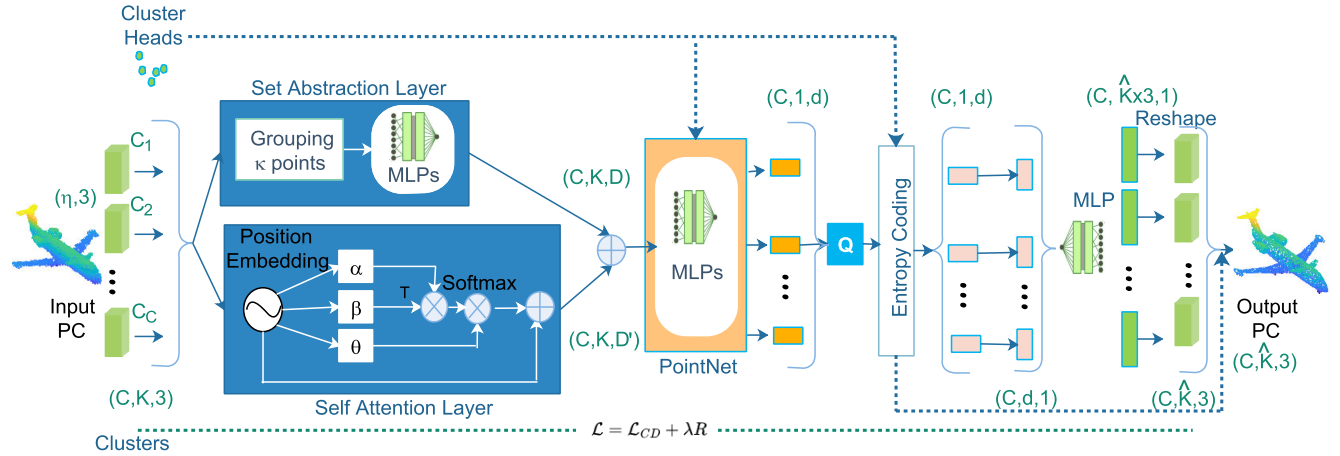 Cluster
Heads
Set Abstraction Layer
Grouping
κ points
MLPs
C1
C2
CC
(η,3)
Input
PC
(C,K,3)
Clusters
Position
Embedding
α
β
θ
T
Softmax
Self Attention Layer
(C,K,D)
(C,K,D')
MLPs
PointNet
(C,1,d)
Q
Entropy Coding
(C,1,d)
(C,d,1)
MLP
(C, K̂x3,1)
Reshape
(C,K̂,3)
Output
PC
(C,K̂,3)
ℒ = ℒCD + λR